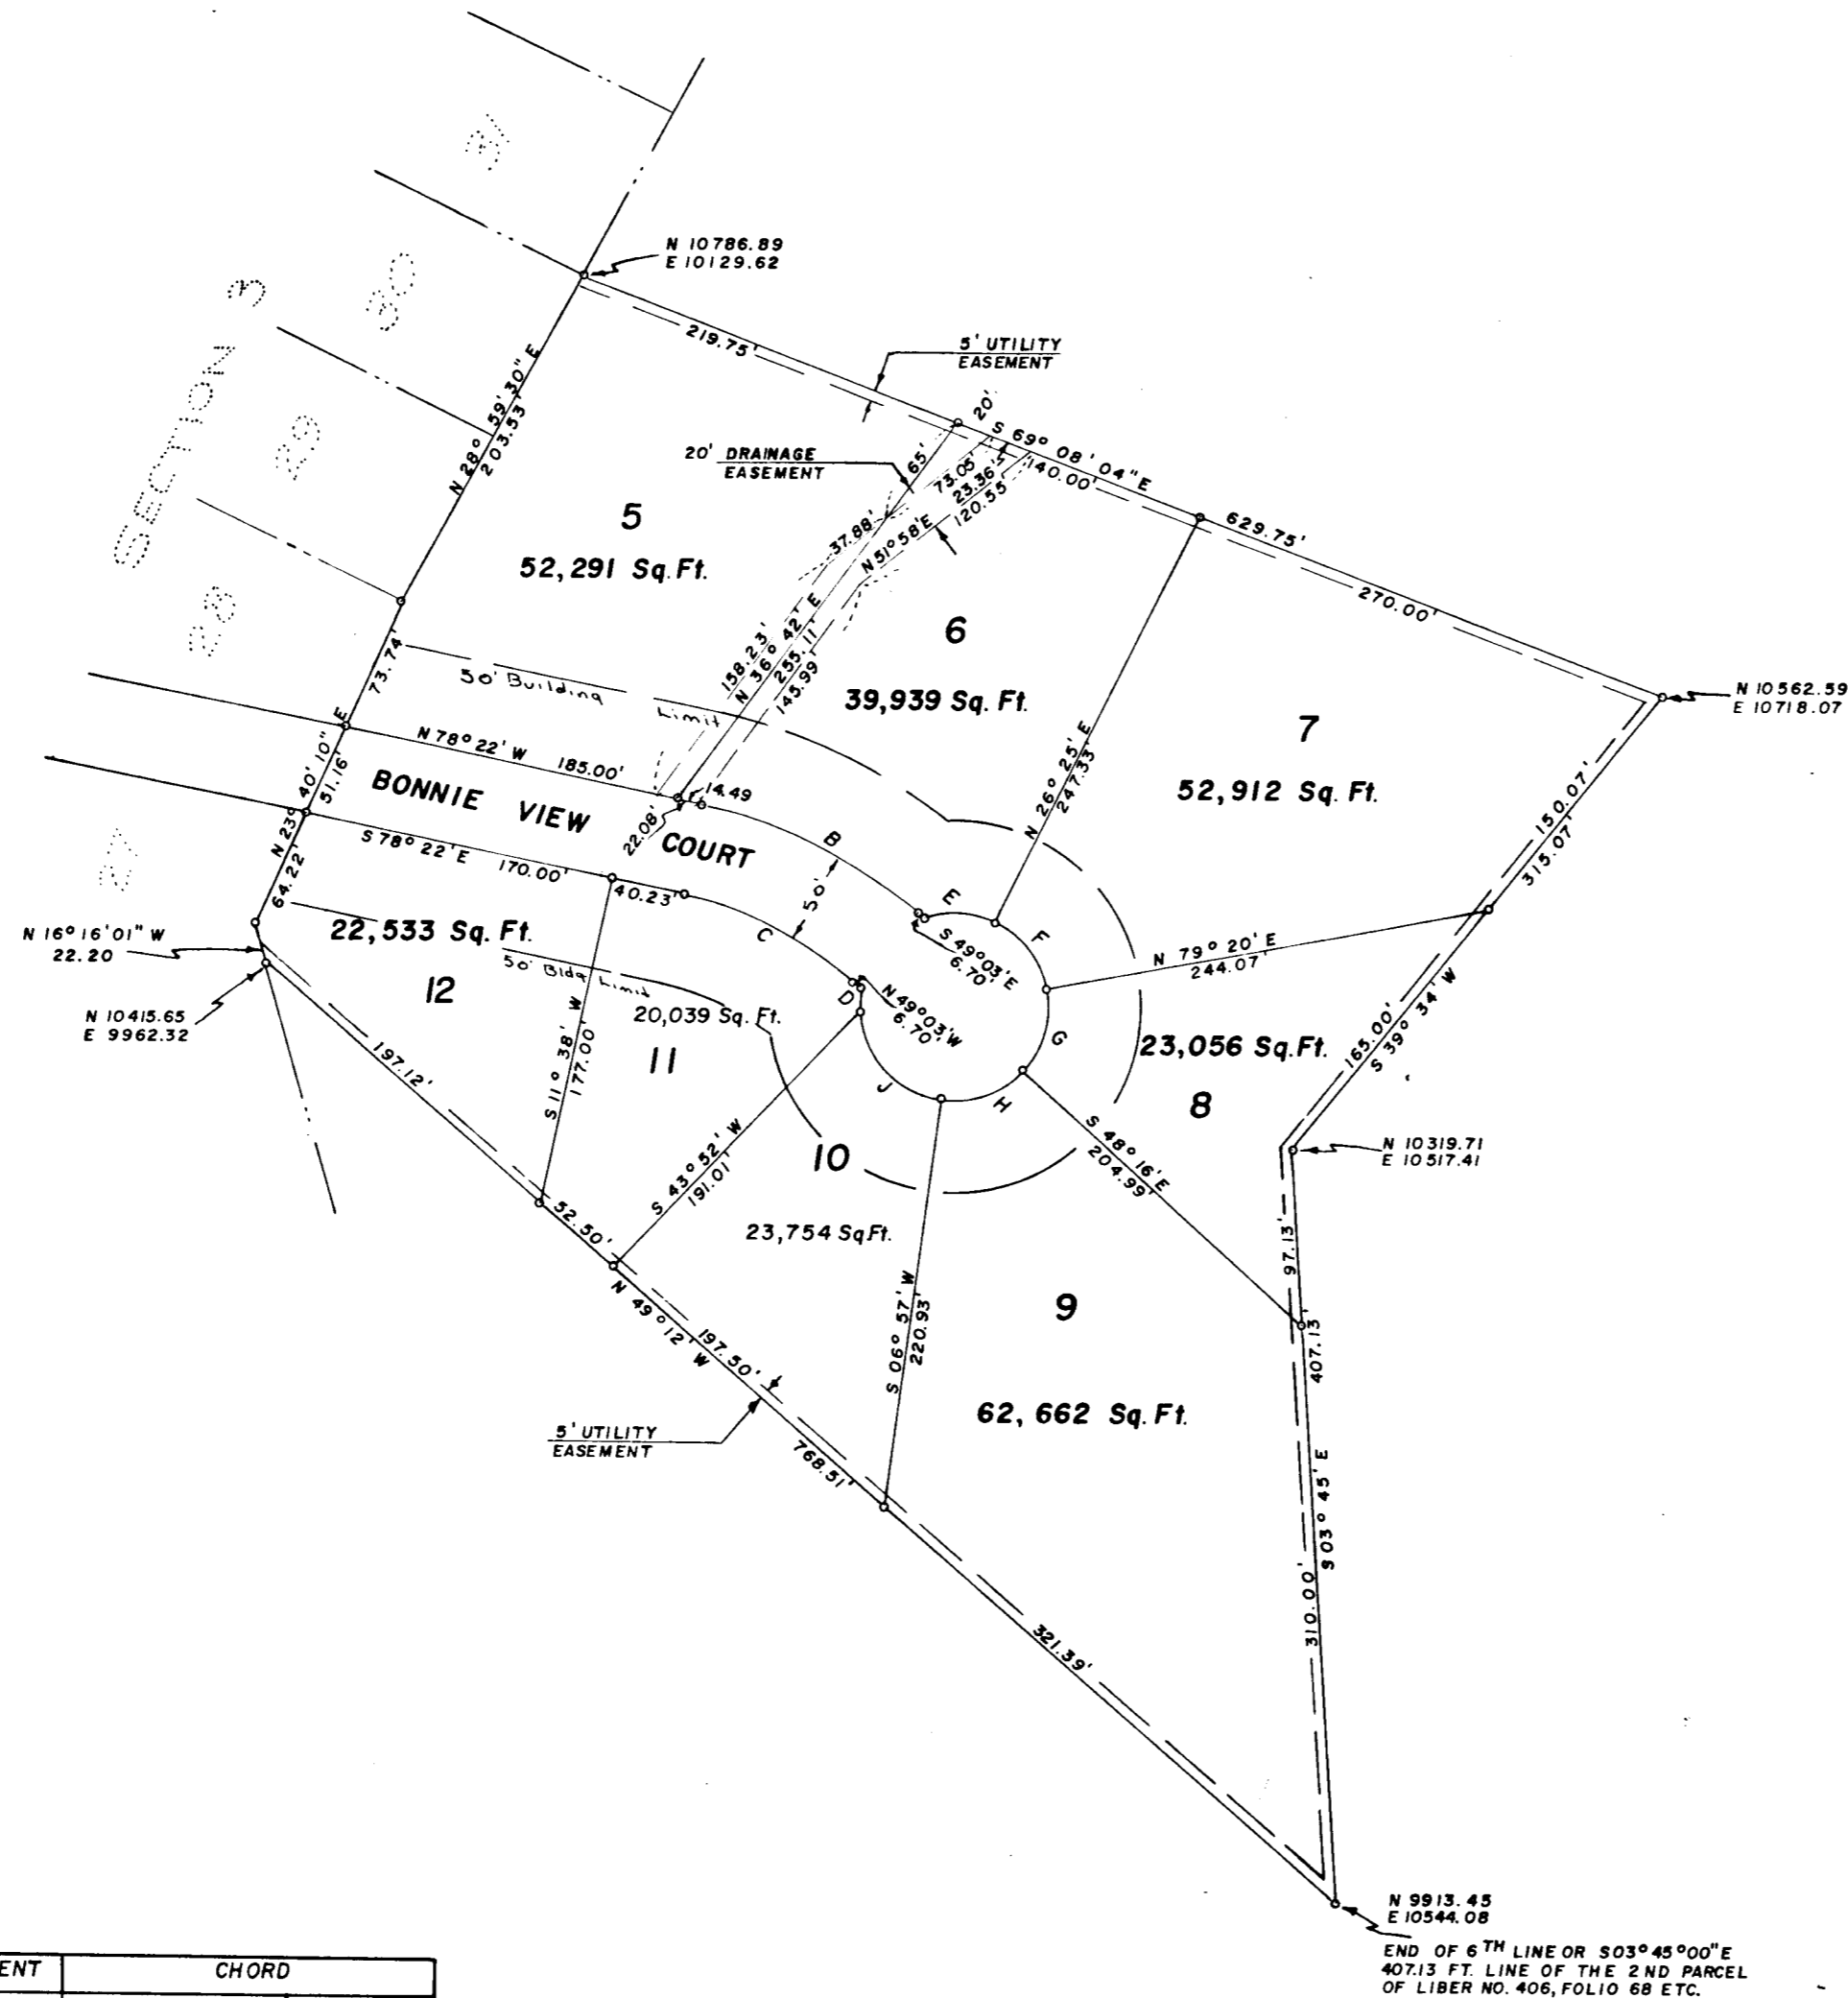 31
N 10786.89
E 10129.62
30
SECTION 3
219.75'
5' UTILITY
EASEMENT
N 28° 59' 30" E
203.53'
20'
S 69° 08' 04" E
29
20' DRAINAGE
EASEMENT
65'
73.05'
23.36'
120.55'
140.00'
629.75'
5
52,291 Sq. Ft.
37.88'
N 51° 58' E
270.00'
28
6
39,939 Sq. Ft.
158.23'
N 36° 42' E
255.11'
145.99'
73.74'
50' Building Limit
N 10562.59
E 10718.07
7
52,912 Sq. Ft.
N 26° 25' E
247.33'
N 78° 22' W 185.00'
14.49
22.08'
BONNIE VIEW COURT
N 23° 40' 10" E
51.16'
64.22'
S 78° 22' E 170.00'
40.23'
B
50'
C
E
F
150.07'
315.07'
27
N 16° 16' 01" W
22.20
22,533 Sq. Ft.
50' Bldg Limit
12
S 49° 03' E
6.70'
N 79° 20' E
244.07'
N 10415.65
E 9962.32
D
N 49° 03' W
6.70'
20,039 Sq. Ft.
11
G
23,056 Sq. Ft.
8
165.00'
S 39° 34' W
197.12'
S 11° 38' W
177.00'
J
H
S 48° 16' E
204.99'
N 10319.71
E 10517.41
10
S 43° 52' W
191.01'
52.50'
23,754 Sq Ft.
97.13'
407.13'
9
S 06° 57' W
220.93'
N 49° 12' W
197.50'
62,662 Sq. Ft.
5' UTILITY
EASEMENT
768.51'
S 03° 45' E
310.00'
321.39'
N 9913.45
E 10544.08
END OF 6TH LINE OR S03°45°00"E
407.13 FT. LINE OF THE 2ND PARCEL
OF LIBER NO. 406, FOLIO 68 ETC.
ENT CHORD